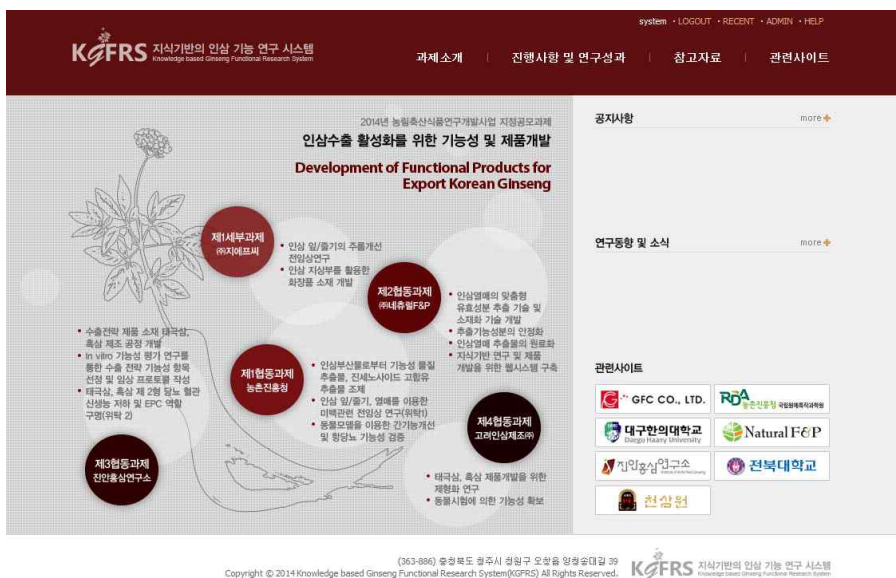 system · LOGOUT · RECENT · ADMIN · HELP
KGFRS 지식기반의 인삼 기능 연구 시스템
Knowledge based Ginseng Functional Research System
과제소개 | 진행사항 및 연구성과 | 참고자료 | 관련사이트
2014년 농림축산식품연구개발사업 지정공모과제
인삼수출 활성화를 위한 기능성 및 제품개발
Development of Functional Products for
Export Korean Ginseng
제1세부과제
㈜지에프씨
• 인삼 잎/줄기의 주름개선
전임상연구
• 인삼 지상부를 활용한
화장품 소재 개발
제2협동과제
㈜네츄럴F&P
• 인삼열매의 맞춤형
유효성분 추출 기술 및
소재화 기술 개발
• 추출기능성분의 안정화
• 인삼열매 추출물의 원료화
• 지식기반 연구 및 제품
개발을 위한 웹시스템 구축
• 수출전략 제품 소재 태극삼,
흑삼 제조 공정 개발
• In vitro 기능성 평가 연구를
통한 수출 전략 기능성 항목
선정 및 임상 프로토콜 작성
• 태극삼, 흑삼 제 2형 당뇨 혈관
신생능 저하 및 EPC 역할
구명(위탁 2)
제1협동과제
농촌진흥청
• 인삼부산물로부터 기능성 물질
추출물, 진세노사이드 고함유
추출물 조제
• 인삼 잎/줄기, 열매를 이용한
미백관련 전임상 연구(위탁1)
• 동물모델을 이용한 간기능개선
및 항당뇨 기능성 검증
제4협동과제
고려인삼제조㈜
제3협동과제
진안홍삼연구소
• 태극삼, 흑삼 제품개발을 위한
제형화 연구
• 동물시험에 의한 기능성 확보
공지사항 more
연구동향 및 소식 more
관련사이트
GFC CO., LTD.
RDA 농촌진흥청 국립원예특작과학원
대구한의대학교
Daegu Haany University
Natural F&P
진안홍삼연구소
전북대학교
천삼원
(363-886) 충청북도 청주시 청원구 오창읍 양청송대길 39
Copyright © 2014 Knowledge based Ginseng Functional Research System(KGFRS) All Rights Reserved.
KGFRS 지식기반의 인삼 기능 연구 시스템
Knowledge based Ginseng Functional Research System